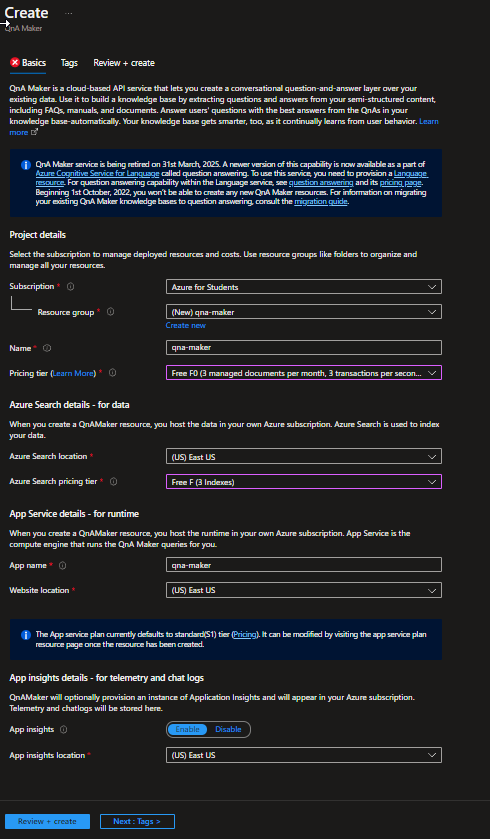 Create ...
QnA Maker
Basics Tags Review + create
QnA Maker is a cloud-based API service that lets you create a conversational question-and-answer layer over your
existing data. Use it to build a knowledge base by extracting questions and answers from your semi-structured content,
including FAQs, manuals, and documents. Answer users' questions with the best answers from the QnAs in your
knowledge base-automatically. Your knowledge base gets smarter, too, as it continually learns from user behavior. Learn
more
QnA Maker service is being retired on 31st March, 2025. A newer version of this capability is now available as a part of
Azure Cognitive Service for Language called question answering. To use this service, you need to provision a Language
resource. For question answering capability within the Language service, see question answering and its pricing page.
Beginning 1st October, 2022, you won't be able to create any new QnA Maker resources. For information on migrating
your existing QnA Maker knowledge bases to question answering, consult the migration guide.
Project details
Select the subscription to manage deployed resources and costs. Use resource groups like folders to organize and
manage all your resources.
Subscription * Azure for Students
Resource group * (New) qna-maker
Create new
Name * qna-maker
Pricing tier (Learn More) * Free F0 (3 managed documents per month, 3 transactions per secon...
Azure Search details - for data
When you create a QnAMaker resource, you host the data in your own Azure subscription. Azure Search is used to index
your data.
Azure Search location * (US) East US
Azure Search pricing tier * Free F (3 Indexes)
App Service details - for runtime
When you create a QnAMaker resource, you host the runtime in your own Azure subscription. App Service is the
compute engine that runs the QnA Maker queries for you.
App name * qna-maker
Website location * (US) East US
The App service plan currently defaults to standard(S1) tier (Pricing). It can be modified by visiting the app service plan
resource page once the resource has been created.
App insights details - for telemetry and chat logs
QnAMaker will optionally provision an instance of Application Insights and will appear in your Azure subscription.
Telemetry and chatlogs will be stored here.
App insights Enable Disable
App insights location * (US) East US
Review + create Next : Tags >